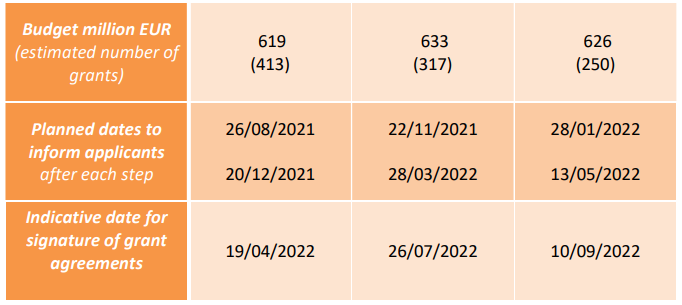 Budget million EUR
(estimated number of
grants)
619
(413)
633
(317)
626
(250)
Planned dates to
inform applicants
after each step
26/08/2021
20/12/2021
22/11/2021
28/03/2022
28/01/2022
13/05/2022
Indicative date for
signature of grant
agreements
19/04/2022
26/07/2022
10/09/2022